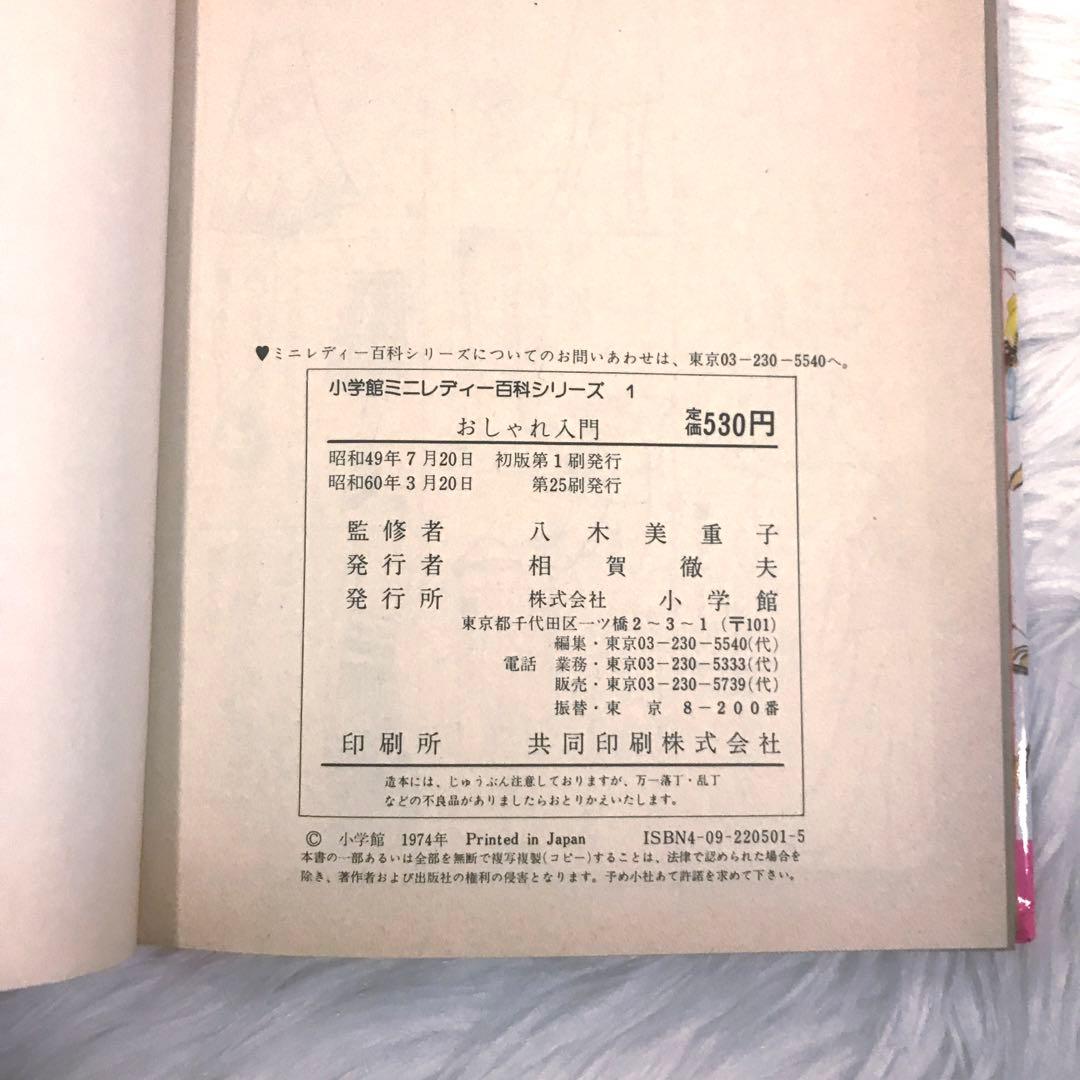 ♥ミニレディー百科シリーズについてのお問いあわせは、東京03−230−5540へ。
小学館ミニレディー百科シリーズ 1
おしゃれ入門 定価530円
昭和49年7月20日 初版第1刷発行
昭和60年3月20日 第25刷発行
監修者 八木美重子
発行者 相賀徹夫
発行所 株式会社 小学館
東京都千代田区一ツ橋2〜3〜1(〒101)
編集・東京03−230−5540(代)
電話 業務・東京03−230−5333(代)
販売・東京03−230−5739(代)
振替・東京 8−200番
印刷所 共同印刷株式会社
造本には、じゅうぶん注意しておりますが、万一落丁・乱丁
などの不良品がありましたらおとりかえいたします。
© 小学館 1974年 Printed in Japan ISBN4-09-220501-5
本書の一部あるいは全部を無断で複写複製(コピー)することは、法律で認められた場合を
除き、著作者および出版社の権利の侵害となります。予め小社あて許諾を求めて下さい。